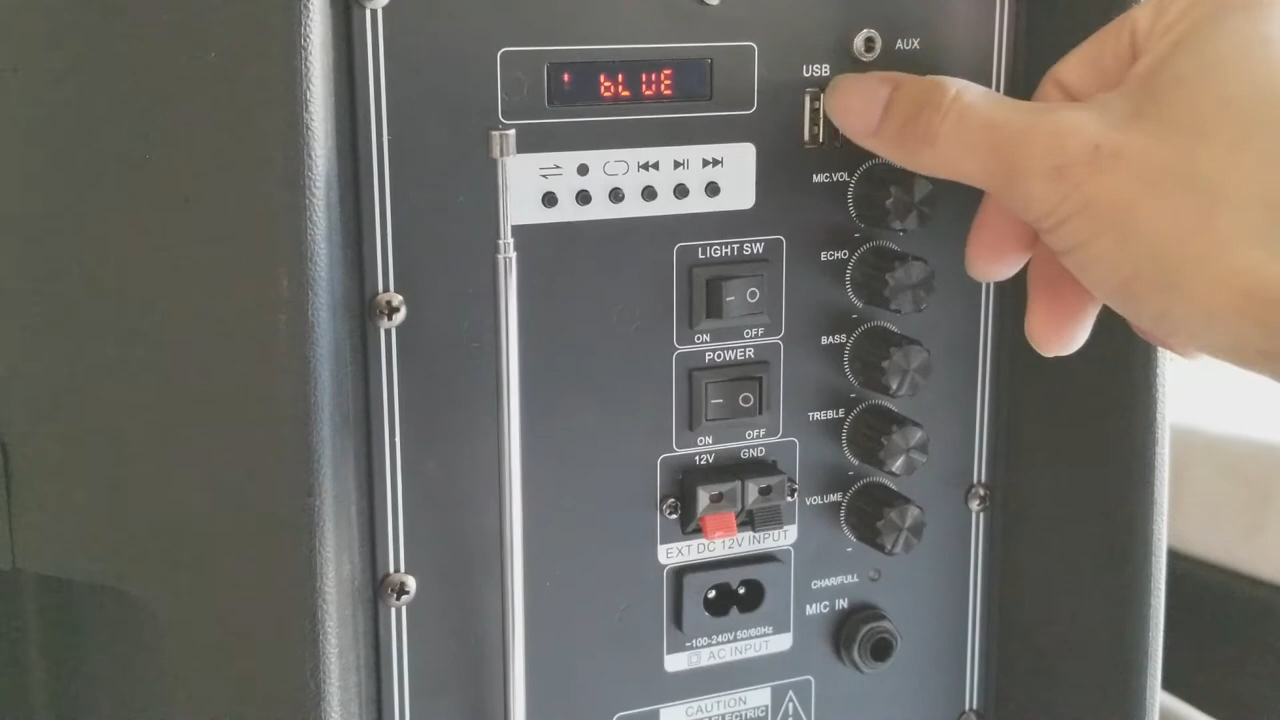 bLUE
AUX
USB
MIC.VOL
ECHO
LIGHT SW
ON OFF
BASS
POWER
ON OFF
TREBLE
12V GND
VOLUME
EXT DC 12V INPUT
CHAR/FULL
MIC IN
~100-240V 50/60Hz
AC INPUT
CAUTION
ELECTRIC